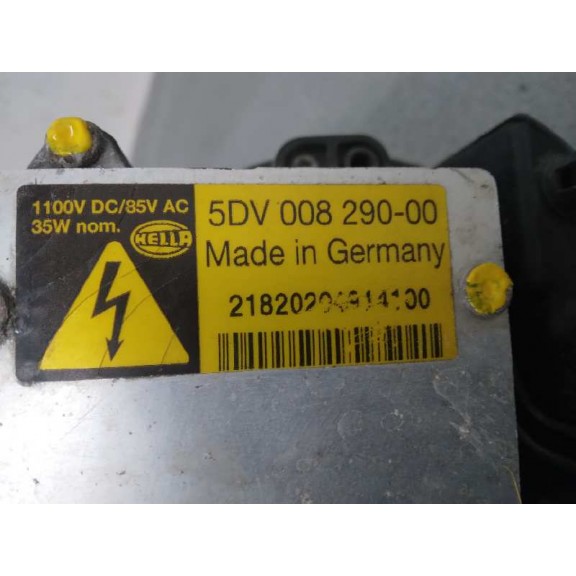 1100V DC/85V AC
35W nom.
HELLA
5DV 008 290-00
Made in Germany